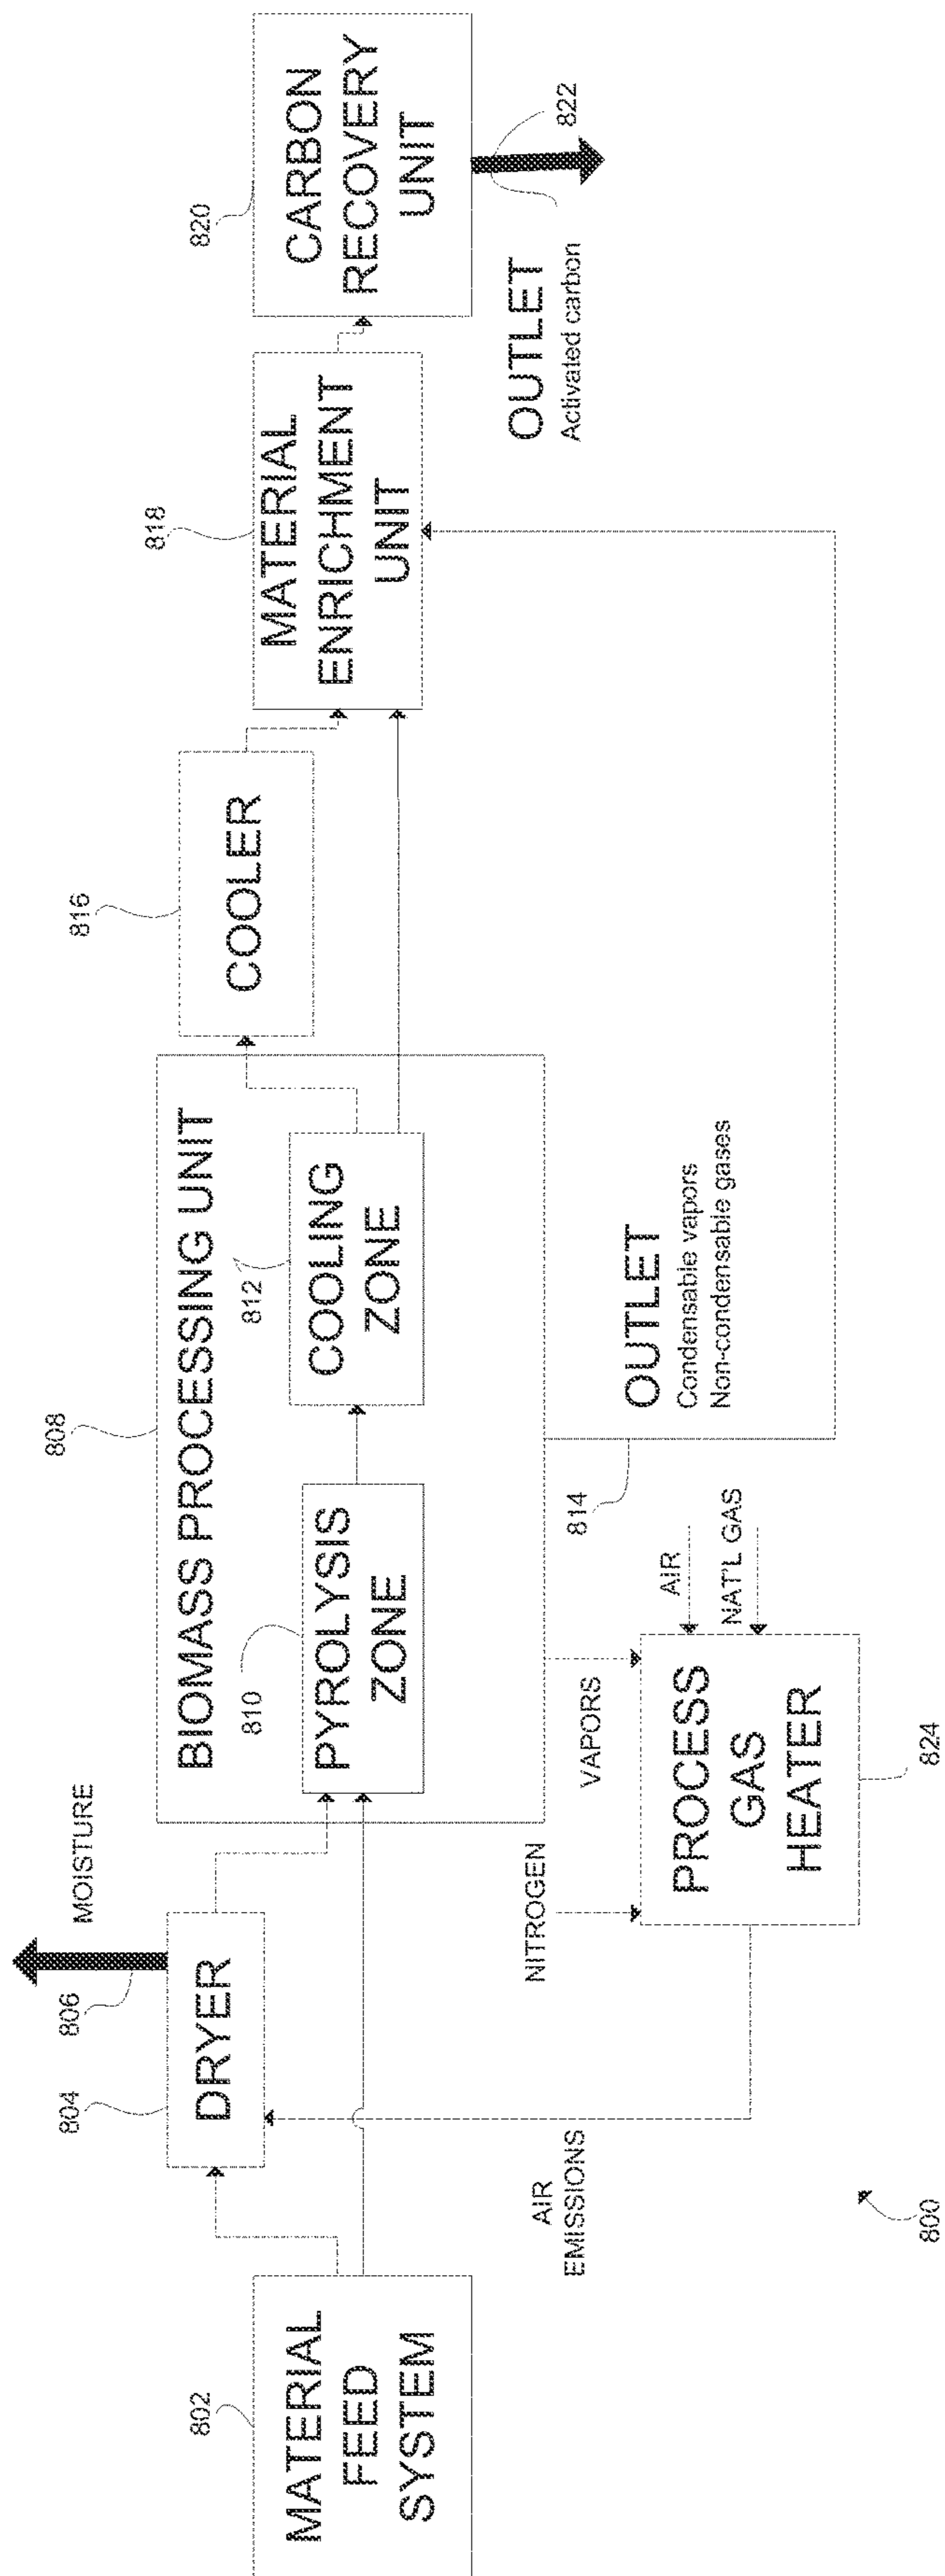 MATERIAL
FEED
SYSTEM
802
DRYER
804
806
MOISTURE
BIOMASS PROCESSING UNIT
808
PYROLYSIS
ZONE
810
COOLING
ZONE
812
COOLER
816
MATERIAL
ENRICHMENT
UNIT
818
CARBON
RECOVERY
UNIT
820
OUTLET
Activated carbon
822
OUTLET
Condensable vapors
Non-condensable gases
814
AIR
NAT'L GAS
VAPORS
NITROGEN
PROCESS
GAS
HEATER
824
AIR
EMISSIONS
800